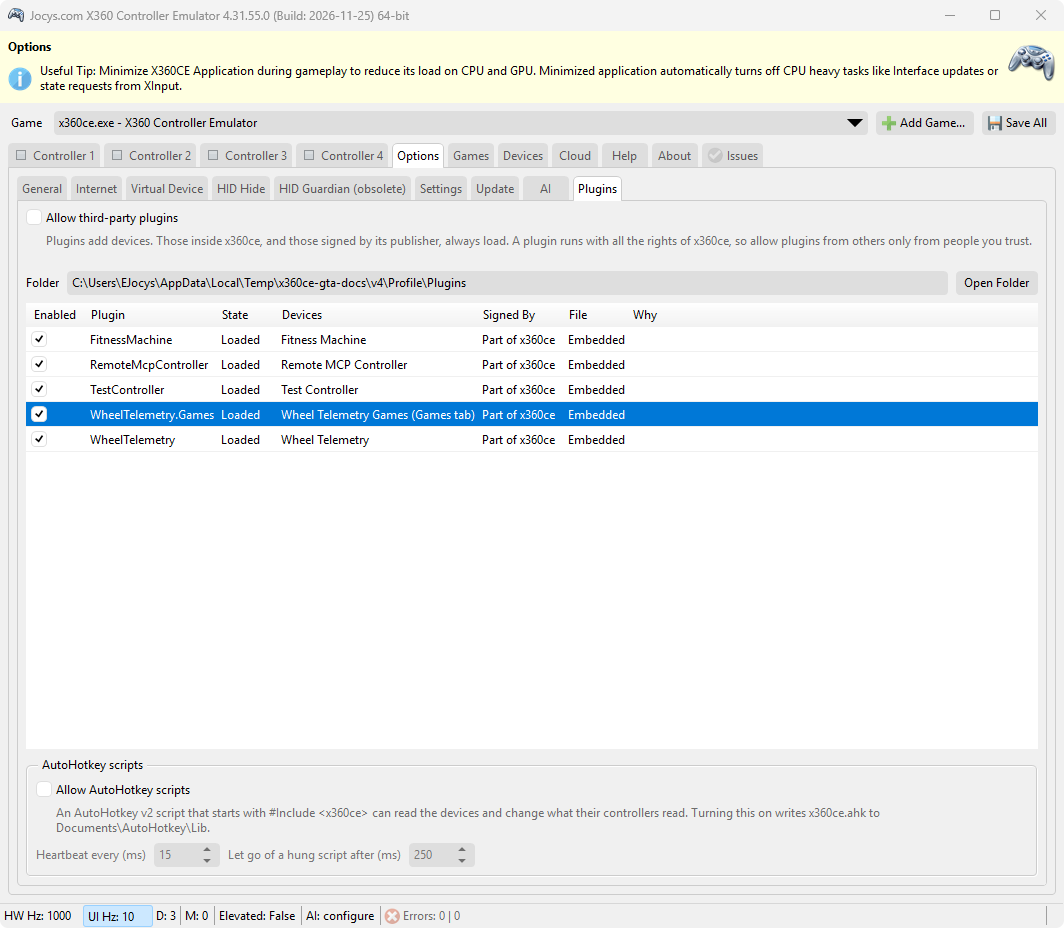 Jocys.com X360 Controller Emulator 4.31.55.0 (Build: 2026-11-25) 64-bit
Options
Useful Tip: Minimize X360CE Application during gameplay to reduce its load on CPU and GPU. Minimized application automatically turns off CPU heavy tasks like Interface updates or
state requests from XInput.
Game x360ce.exe - X360 Controller Emulator Add Game... Save All
Controller 1 Controller 2 Controller 3 Controller 4 Options Games Devices Cloud Help About Issues
General Internet Virtual Device HID Hide HID Guardian (obsolete) Settings Update AI Plugins
Allow third-party plugins
Plugins add devices. Those inside x360ce, and those signed by its publisher, always load. A plugin runs with all the rights of x360ce, so allow plugins from others only from people you trust.
Folder C:\Users\EJocys\AppData\Local\Temp\x360ce-gta-docs\v4\Profile\Plugins Open Folder
Enabled Plugin State Devices Signed By File Why
FitnessMachine Loaded Fitness Machine Part of x360ce Embedded
RemoteMcpController Loaded Remote MCP Controller Part of x360ce Embedded
TestController Loaded Test Controller Part of x360ce Embedded
WheelTelemetry.Games Loaded Wheel Telemetry Games (Games tab) Part of x360ce Embedded
WheelTelemetry Loaded Wheel Telemetry Part of x360ce Embedded
AutoHotkey scripts
Allow AutoHotkey scripts
An AutoHotkey v2 script that starts with #Include <x360ce> can read the devices and change what their controllers read. Turning this on writes x360ce.ahk to
Documents\AutoHotkey\Lib.
Heartbeat every (ms) 15 Let go of a hung script after (ms) 250
HW Hz: 1000 UI Hz: 10 D: 3 M: 0 Elevated: False AI: configure Errors: 0 | 0